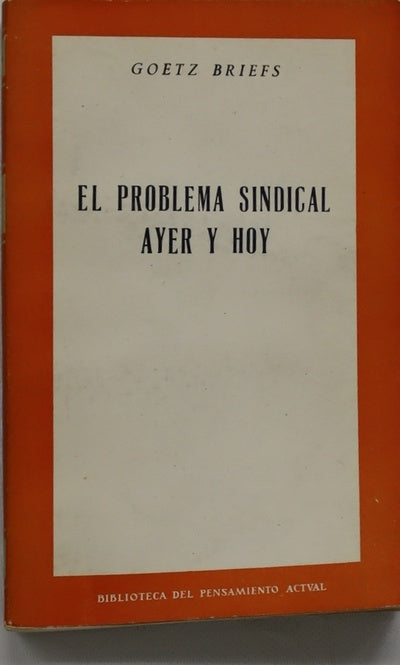 GOETZ BRIEFS
EL PROBLEMA SINDICAL
AYER Y HOY
BIBLIOTECA DEL PENSAMIENTO ACTVAL